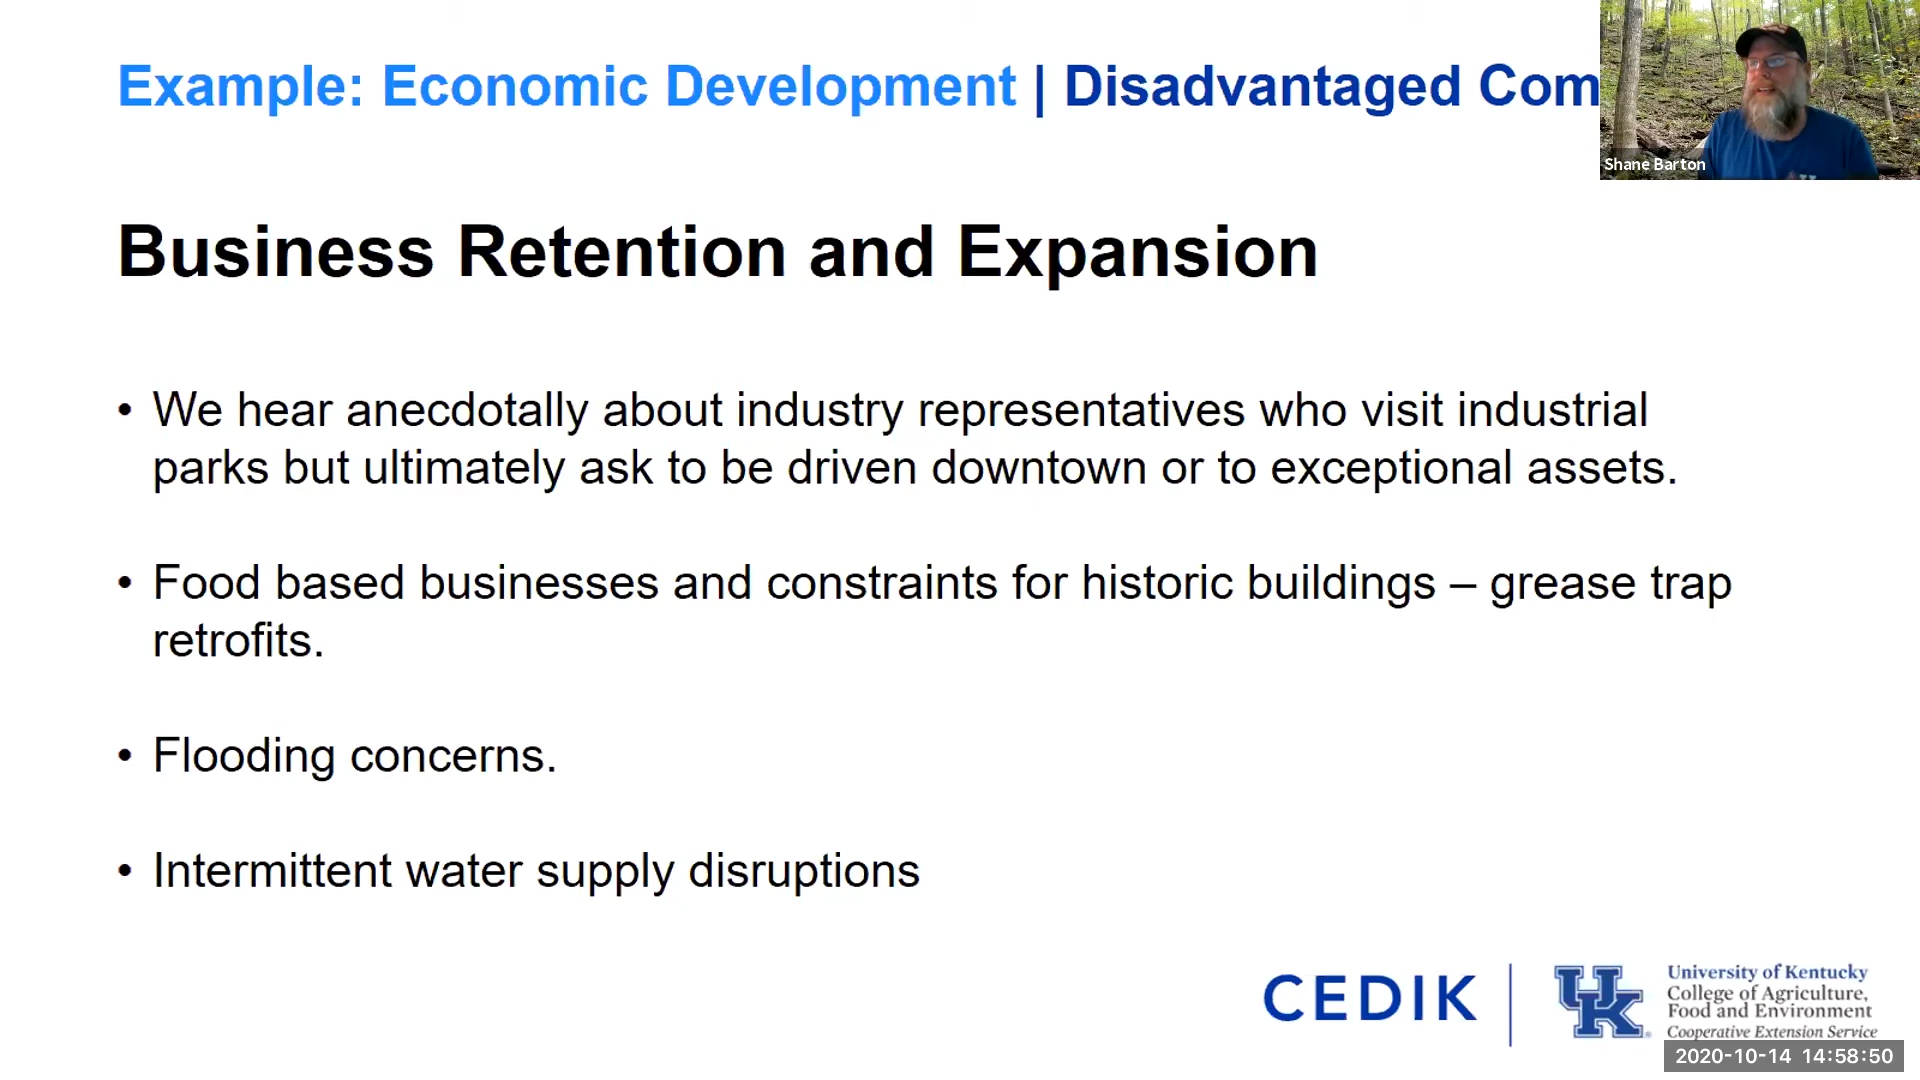 Example: Economic Development | Disadvantaged Com
Shane Barton
Business Retention and Expansion
• We hear anecdotally about industry representatives who visit industrial
parks but ultimately ask to be driven downtown or to exceptional assets.
• Food based businesses and constraints for historic buildings – grease trap
retrofits.
• Flooding concerns.
• Intermittent water supply disruptions
CEDIK
UK
University of Kentucky
College of Agriculture,
Food and Environment
Cooperative Extension Service
2020-10-14 14:58:50